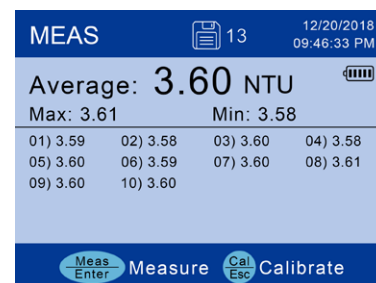 MEAS 13 12/20/2018
09:46:33 PM
Average: 3.60 NTU
Max: 3.61 Min: 3.58
01) 3.59 02) 3.58 03) 3.60 04) 3.58
05) 3.60 06) 3.59 07) 3.60 08) 3.61
09) 3.60 10) 3.60
Meas
Enter Measure Cal
Esc Calibrate